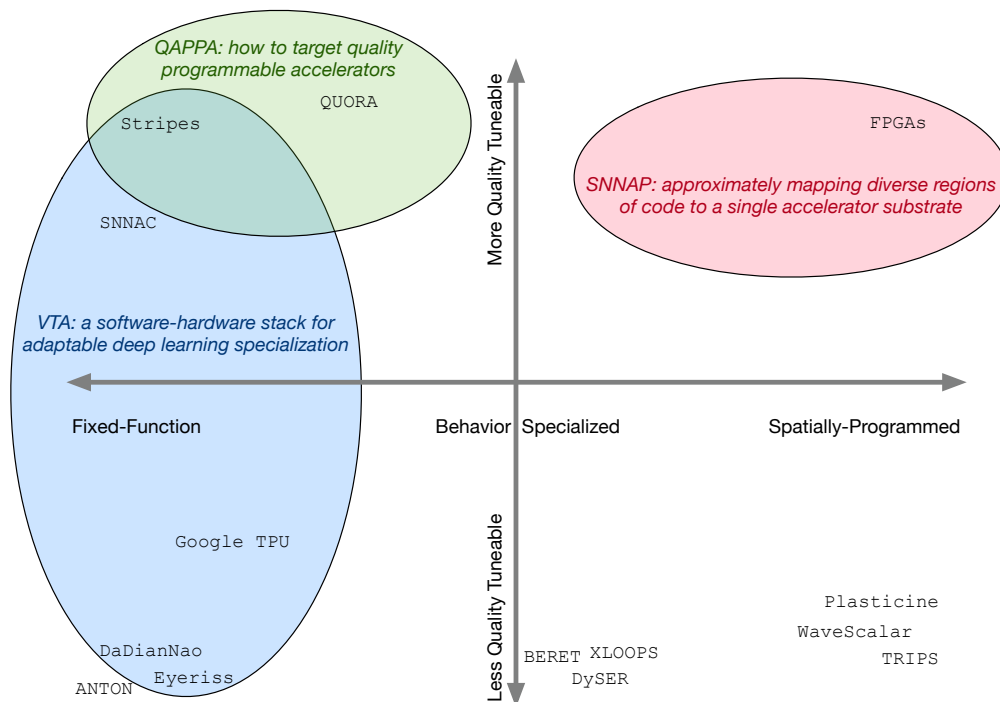 QAPPA: how to target quality
programmable accelerators
QUORA
Stripes
FPGAs
SNNAP: approximately mapping diverse regions
of code to a single accelerator substrate
SNNAC
More Quality Tuneable
VTA: a software-hardware stack for
adaptable deep learning specialization
Fixed-Function
Behavior Specialized
Spatially-Programmed
Less Quality Tuneable
Google TPU
Plasticine
WaveScalar
TRIPS
BERET
XLOOPS
DySER
DaDianNao
Eyeriss
ANTON